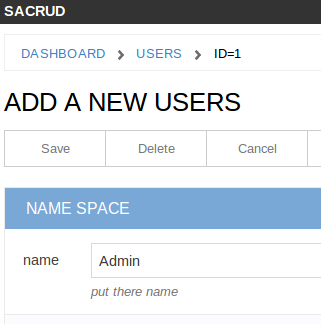 SACRUD
DASHBOARD > USERS > ID=1
ADD A NEW USERS
Save Delete Cancel
NAME SPACE
name Admin
put there name